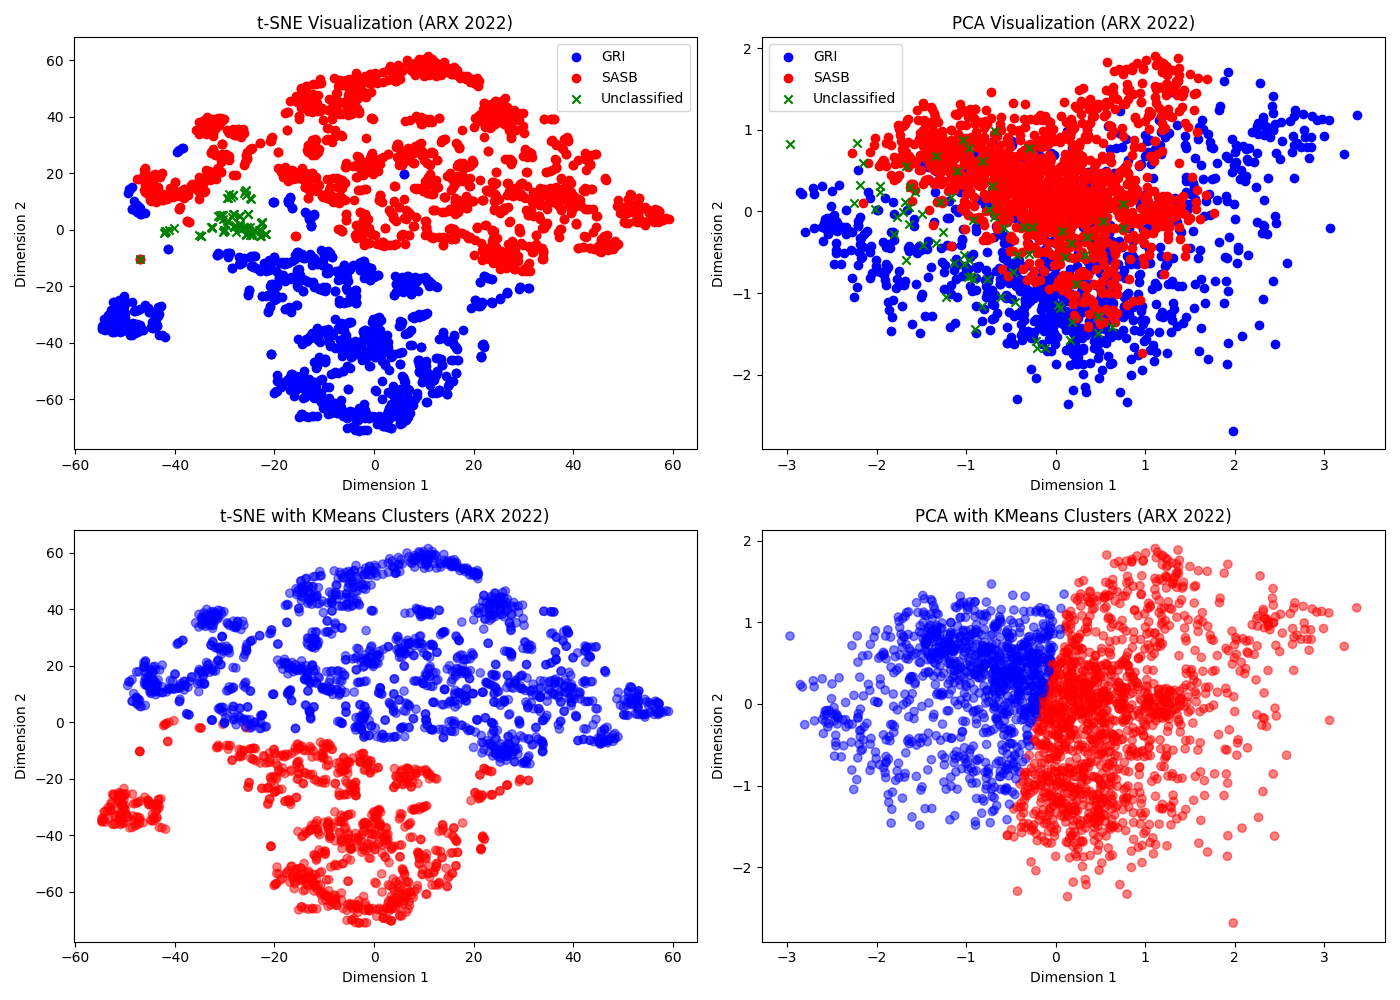 t-SNE Visualization (ARX 2022)
60
40
20
0
−20
−40
−60
Dimension 2
−60 −40 −20 0 20 40 60
Dimension 1
GRI
SASB
Unclassified
PCA Visualization (ARX 2022)
2
1
0
−1
−2
Dimension 2
−3 −2 −1 0 1 2 3
Dimension 1
GRI
SASB
Unclassified
t-SNE with KMeans Clusters (ARX 2022)
60
40
20
0
−20
−40
−60
Dimension 2
−60 −40 −20 0 20 40 60
Dimension 1
PCA with KMeans Clusters (ARX 2022)
2
1
0
−1
−2
Dimension 2
−3 −2 −1 0 1 2 3
Dimension 1